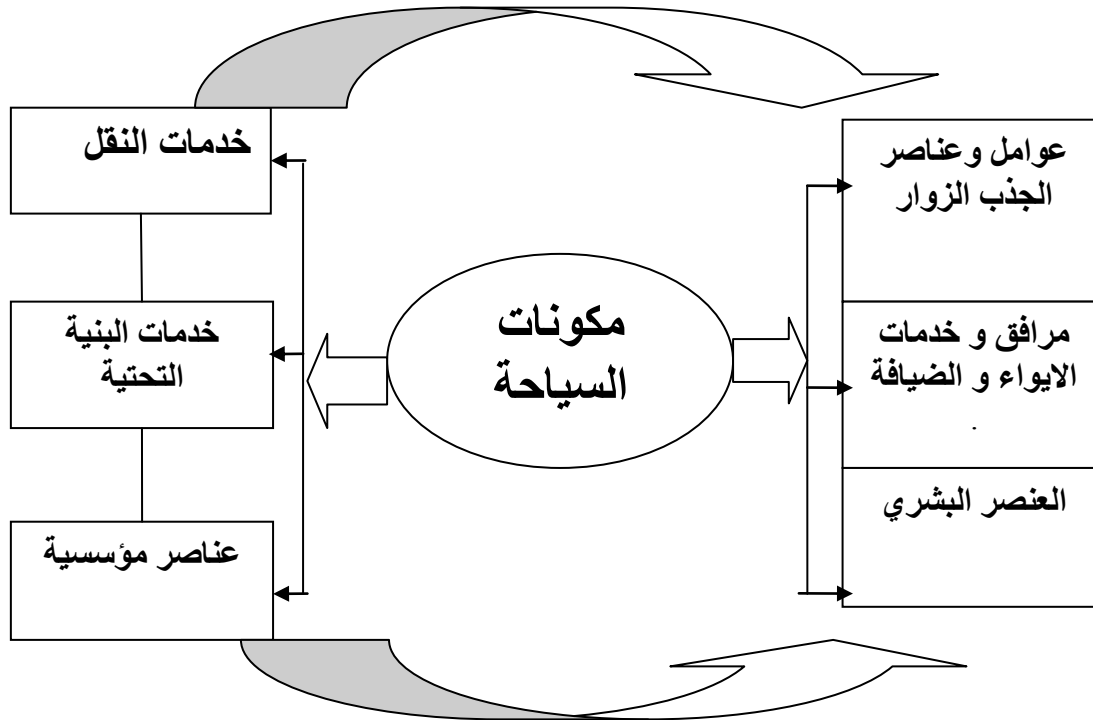 عوامل وعناصر
الجذب الزوار
مرافق و خدمات
الايواء و الضيافة
.
العنصر البشري
مكونات
السياحة
خدمات النقل
خدمات البنية
التحتية
عناصر مؤسسية